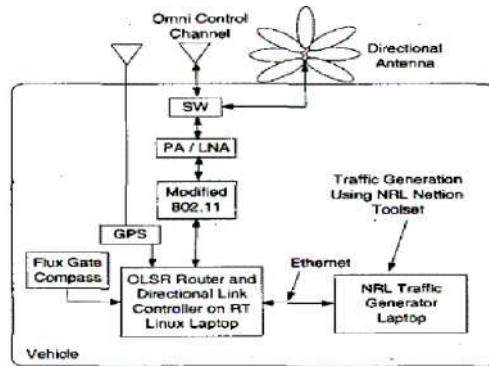 Omni Control
Channel
Directional
Antenna
SW
PA / LNA
Modified
802.11
Traffic Generation
Using NRL Nettion
Toolset
GPS
Flux Gate
Compass
OLSR Router and
Directional Link
Controller on RT
Linux Laptop
Ethernet
NRL Traffic
Generator
Laptop
Vehicle